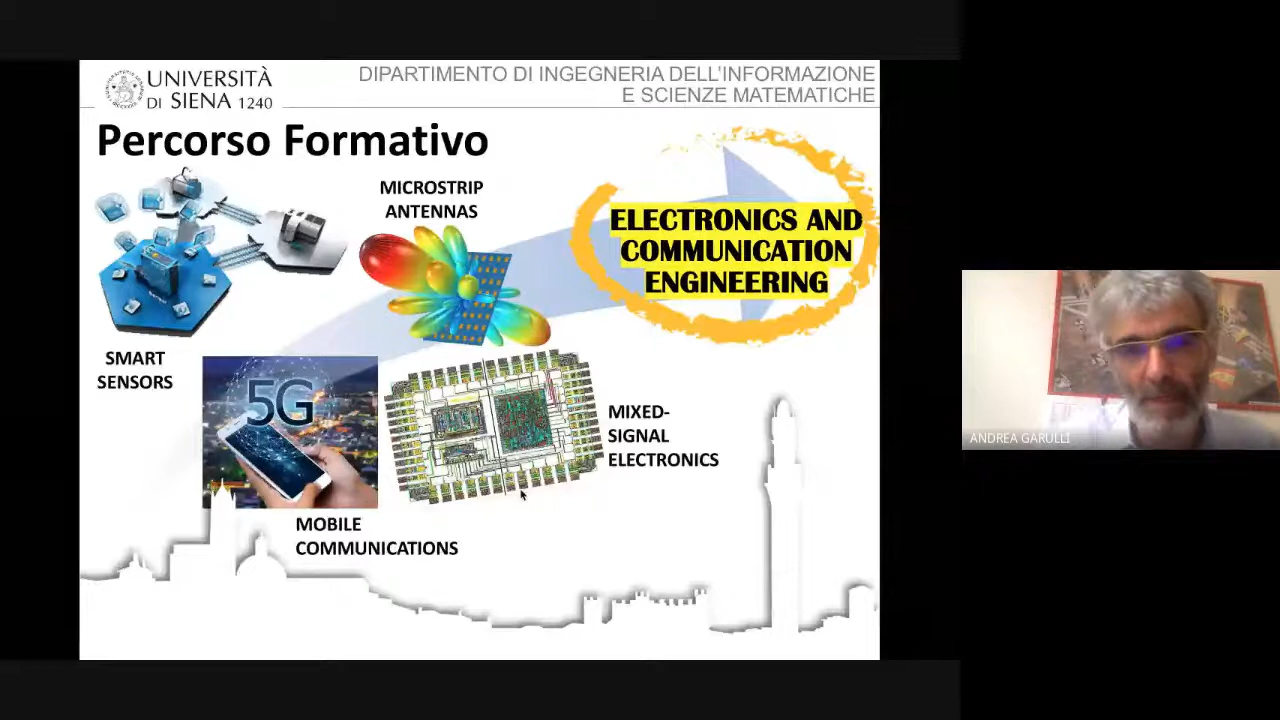 UNIVERSITÀ
DI SIENA 1240
DIPARTIMENTO DI INGEGNERIA DELL'INFORMAZIONE
E SCIENZE MATEMATICHE
Percorso Formativo
MICROSTRIP
ANTENNAS
ELECTRONICS AND
COMMUNICATION
ENGINEERING
SMART
SENSORS
5G
MIXED-
SIGNAL
ELECTRONICS
MOBILE
COMMUNICATIONS
ANDREA GARULLI